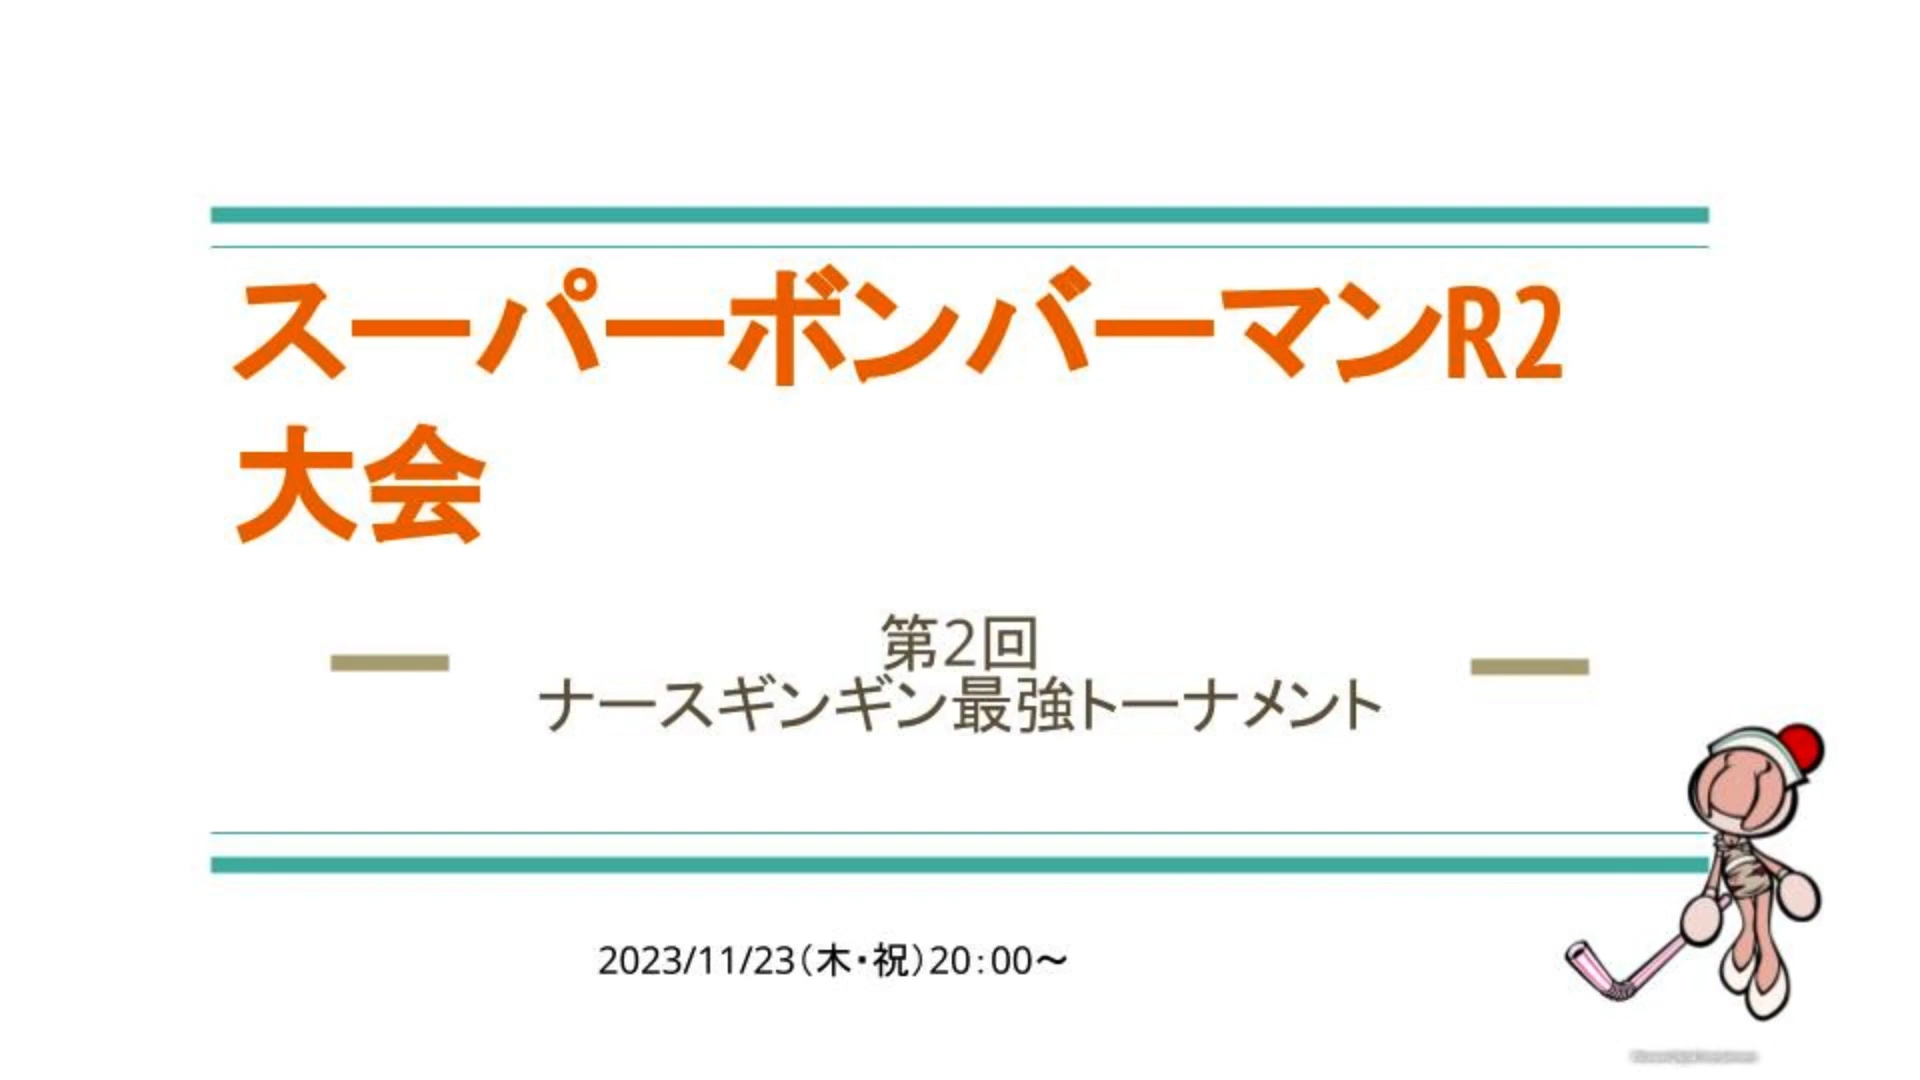 スーパーボンバーマンR2
大会
第2回
ナースギンギン最強トーナメント
2023/11/23（木・祝）20：00～